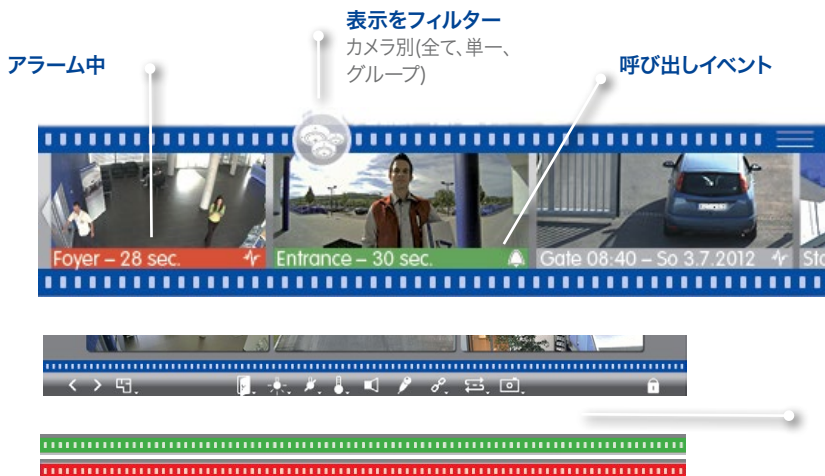 表示をフィルター
カメラ別(全て、単一、
グループ)
アラーム中
呼び出しイベント
Foyer – 28 sec.
Entrance – 30 sec.
Gate 08:40 – So 3.7.2012